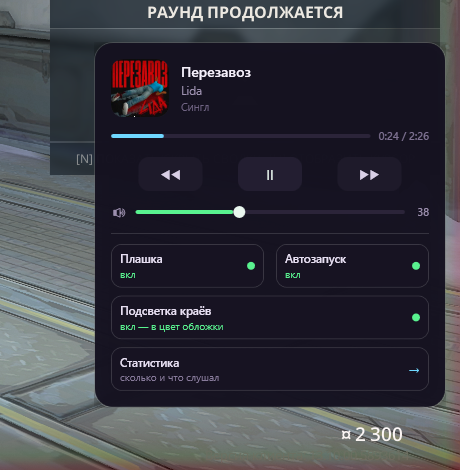 РАУНД ПРОДОЛЖАЕТСЯ
ПЕРЕЗАВОЗ
Перезавоз
Lida
Сингл
0:24 / 2:26
[N]
38
Плашка
вкл
Автозапуск
вкл
Подсветка краёв
вкл — в цвет обложки
Статистика
сколько и что слушал
→
¤ 2 300